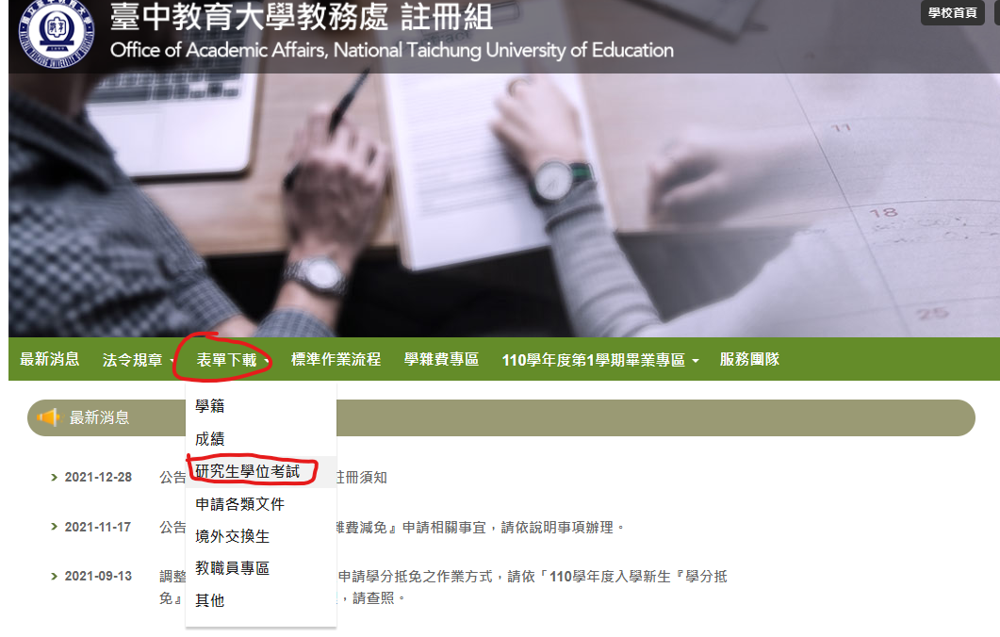 臺中教育大學教務處 註冊組
學校首頁
Office of Academic Affairs, National Taichung University of Education
11
18
25
最新消息 法令規章 表單下載 標準作業流程 學雜費專區 110學年度第1學期畢業專區 服務團隊
最新消息
學籍
成績
研究生學位考試
申請各類文件
境外交換生
教職員專區
其他
2021-12-28 公告 註冊須知
2021-11-17 公告 雜費減免』申請相關事宜，請依說明事項辦理。
2021-09-13 調整 申請學分抵免之作業方式，請依「110學年度入學新生『學分抵
免』 ，請查照。